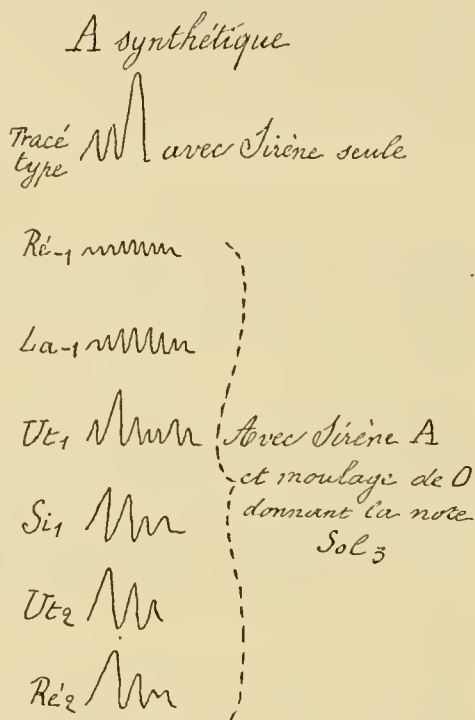 A synthétique
Tracé
type
avec Sirène seule
Ré₋₁
La₋₁
Ut₁
Avec Sirène A
et moulage de O
donnant la note
Sol₃
Si₁
Ut₂
Ré₂